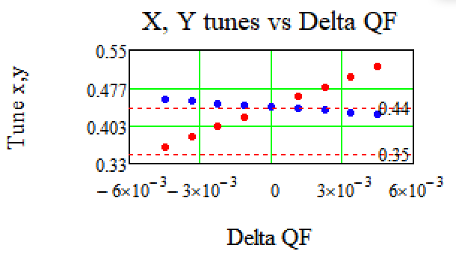 X, Y tunes vs Delta QF
Tune x,y
0.55
0.477
0.403
0.33
0.44
0.35
−6×10⁻³ −3×10⁻³ 0 3×10⁻³ 6×10⁻³
Delta QF